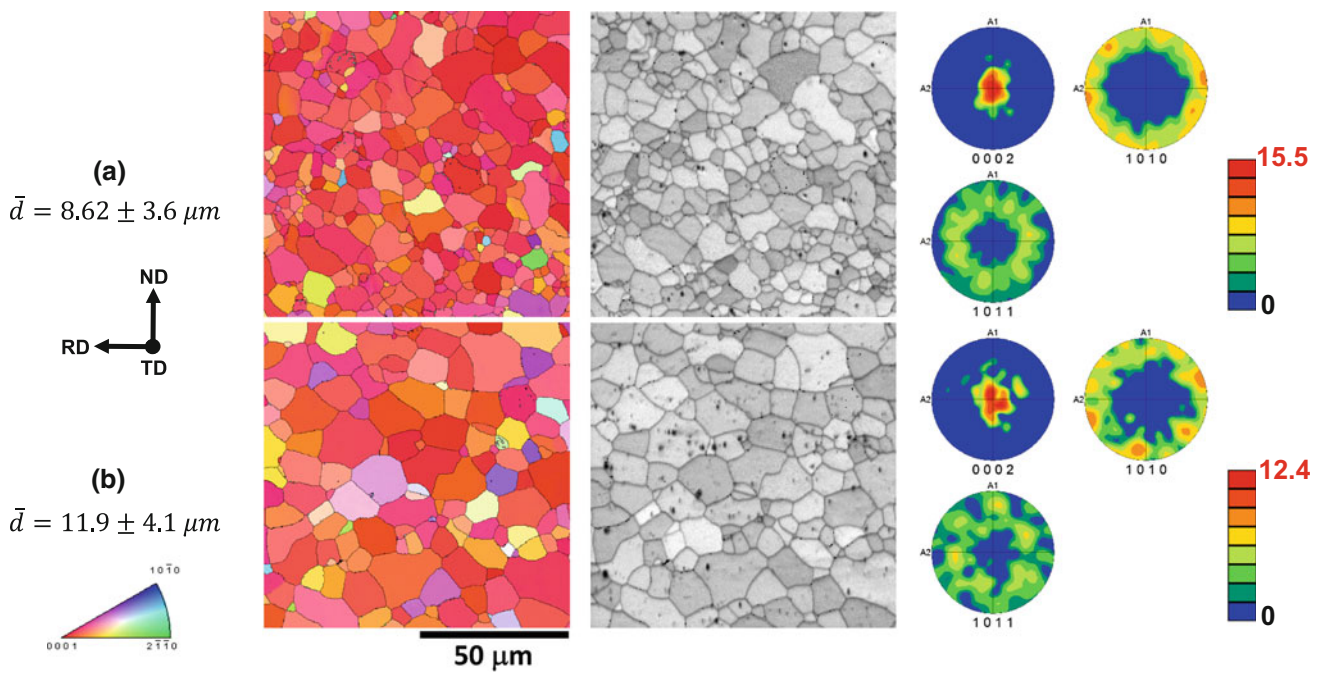 (a)
d̄ = 8.62 ± 3.6 μm
ND
RD
TD
(b)
d̄ = 11.9 ± 4.1 μm
101̄0
0001
21̄1̄0
50 μm
A1
A2
0002
A1
A2
1010
A1
A2
1011
15.5
0
A1
A2
0002
A1
A2
1010
A1
A2
1011
12.4
0